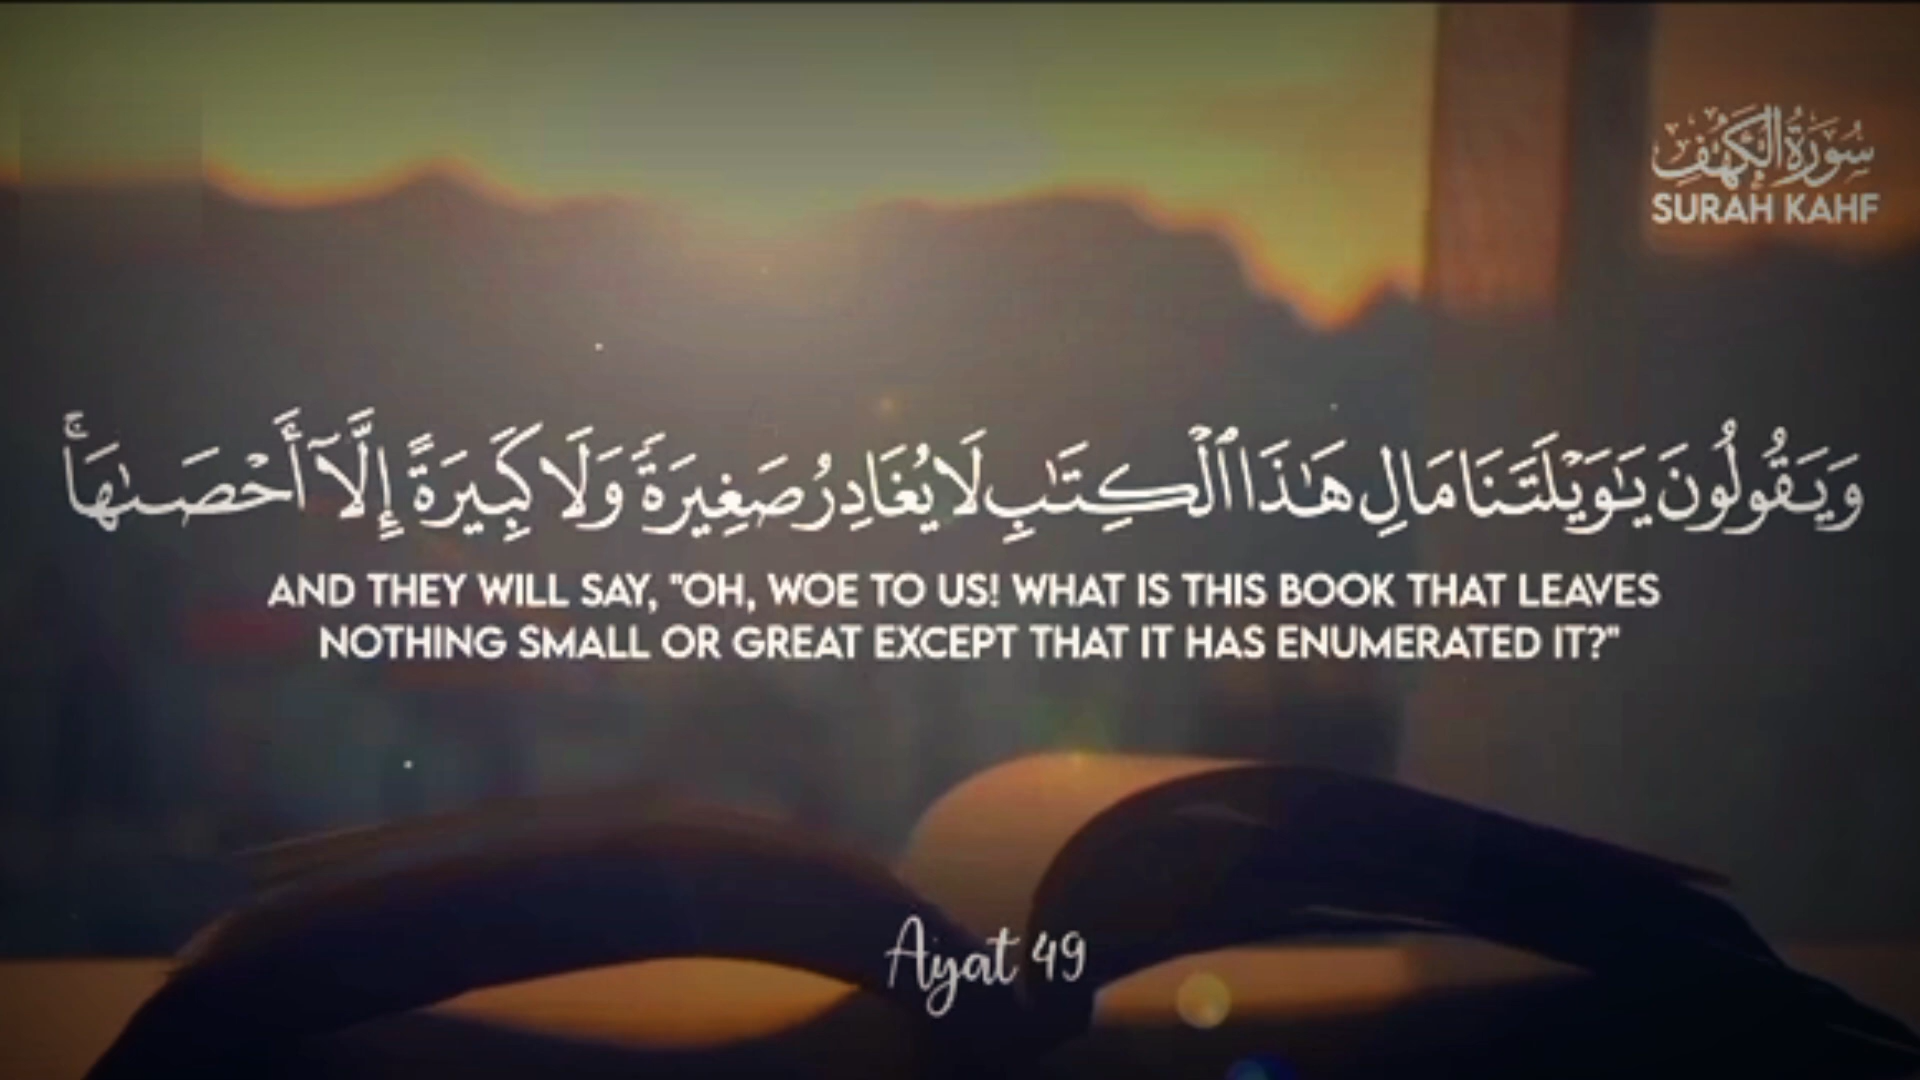 سُورَةُ الكَهْفِ
SURAH KAHF
وَيَقُولُونَ يَٰوَيْلَتَنَا مَالِ هَٰذَا ٱلْكِتَٰبِ لَا يُغَادِرُ صَغِيرَةً وَلَا كَبِيرَةً إِلَّآ أَحْصَىٰهَا ۚ
AND THEY WILL SAY, "OH, WOE TO US! WHAT IS THIS BOOK THAT LEAVES
NOTHING SMALL OR GREAT EXCEPT THAT IT HAS ENUMERATED IT?"
Ayat 49